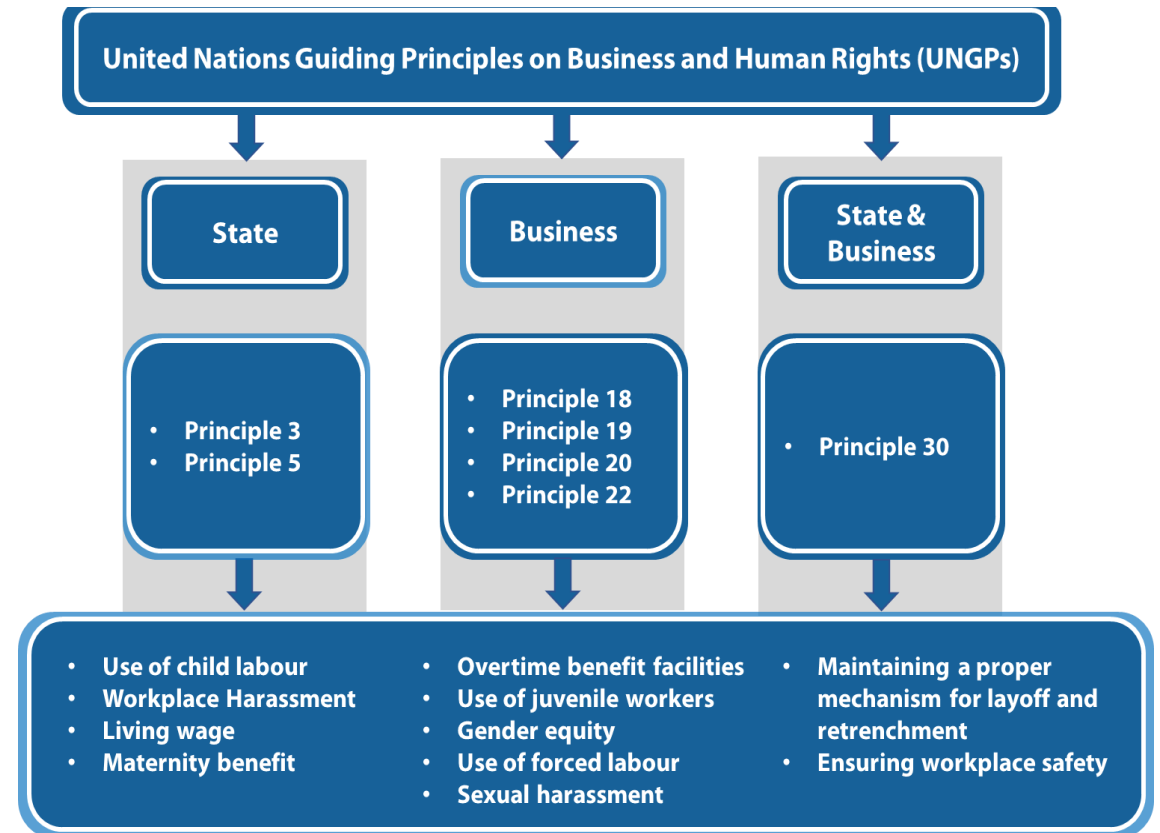 United Nations Guiding Principles on Business and Human Rights (UNGPs)
State
Business
State &
Business
• Principle 3
• Principle 5
• Principle 18
• Principle 19
• Principle 20
• Principle 22
• Principle 30
• Use of child labour
• Workplace Harassment
• Living wage
• Maternity benefit
• Overtime benefit facilities
• Use of juvenile workers
• Gender equity
• Use of forced labour
• Sexual harassment
• Maintaining a proper
mechanism for layoff and
retrenchment
• Ensuring workplace safety